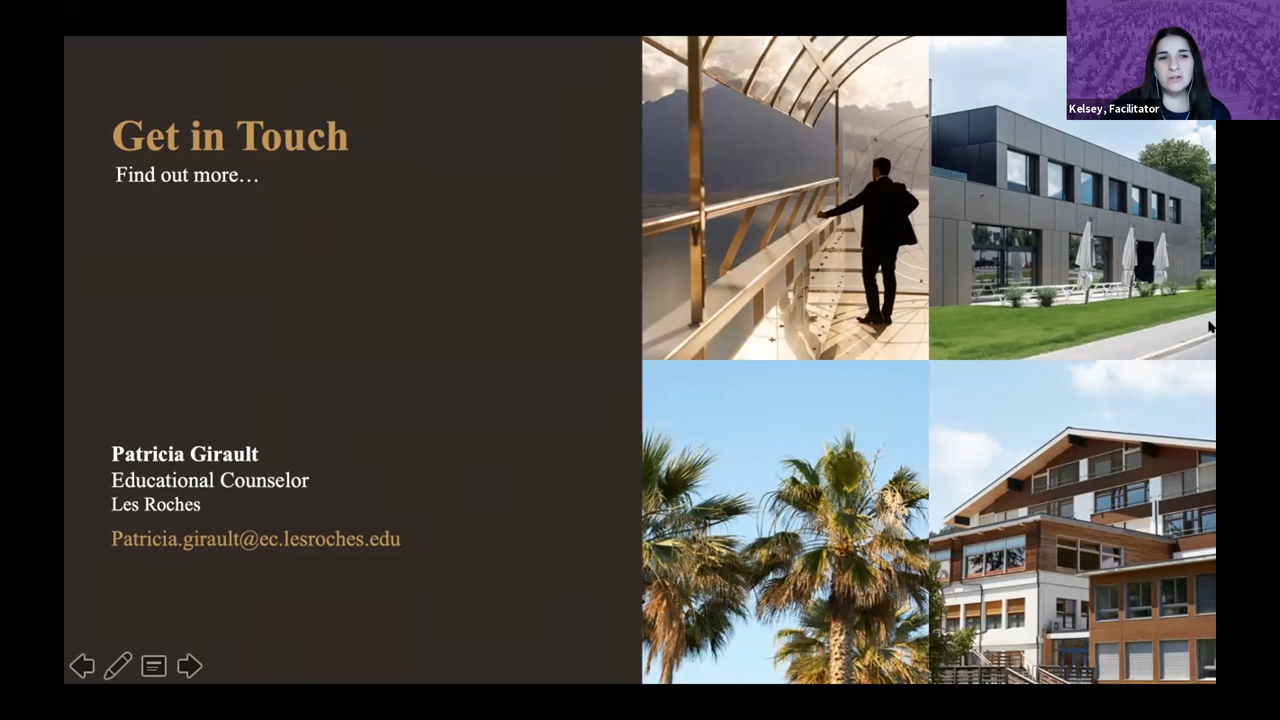 Get in Touch
Find out more…
Patricia Girault
Educational Counselor
Les Roches
Patricia.girault@ec.lesroches.edu
Kelsey, Facilitator